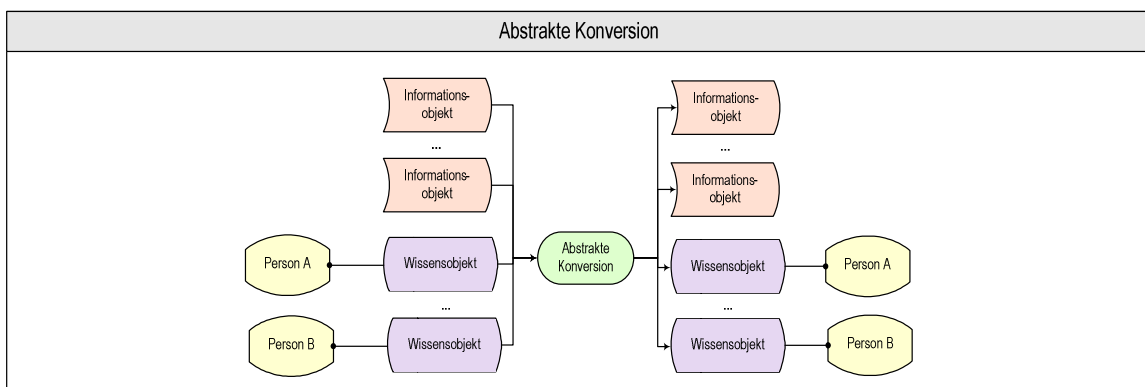 Abstrakte Konversion
Informations-
objekt
...
Informations-
objekt
Person A
Wissensobjekt
...
Person B
Wissensobjekt
Abstrakte
Konversion
Informations-
objekt
...
Informations-
objekt
Wissensobjekt
Person A
...
Wissensobjekt
Person B